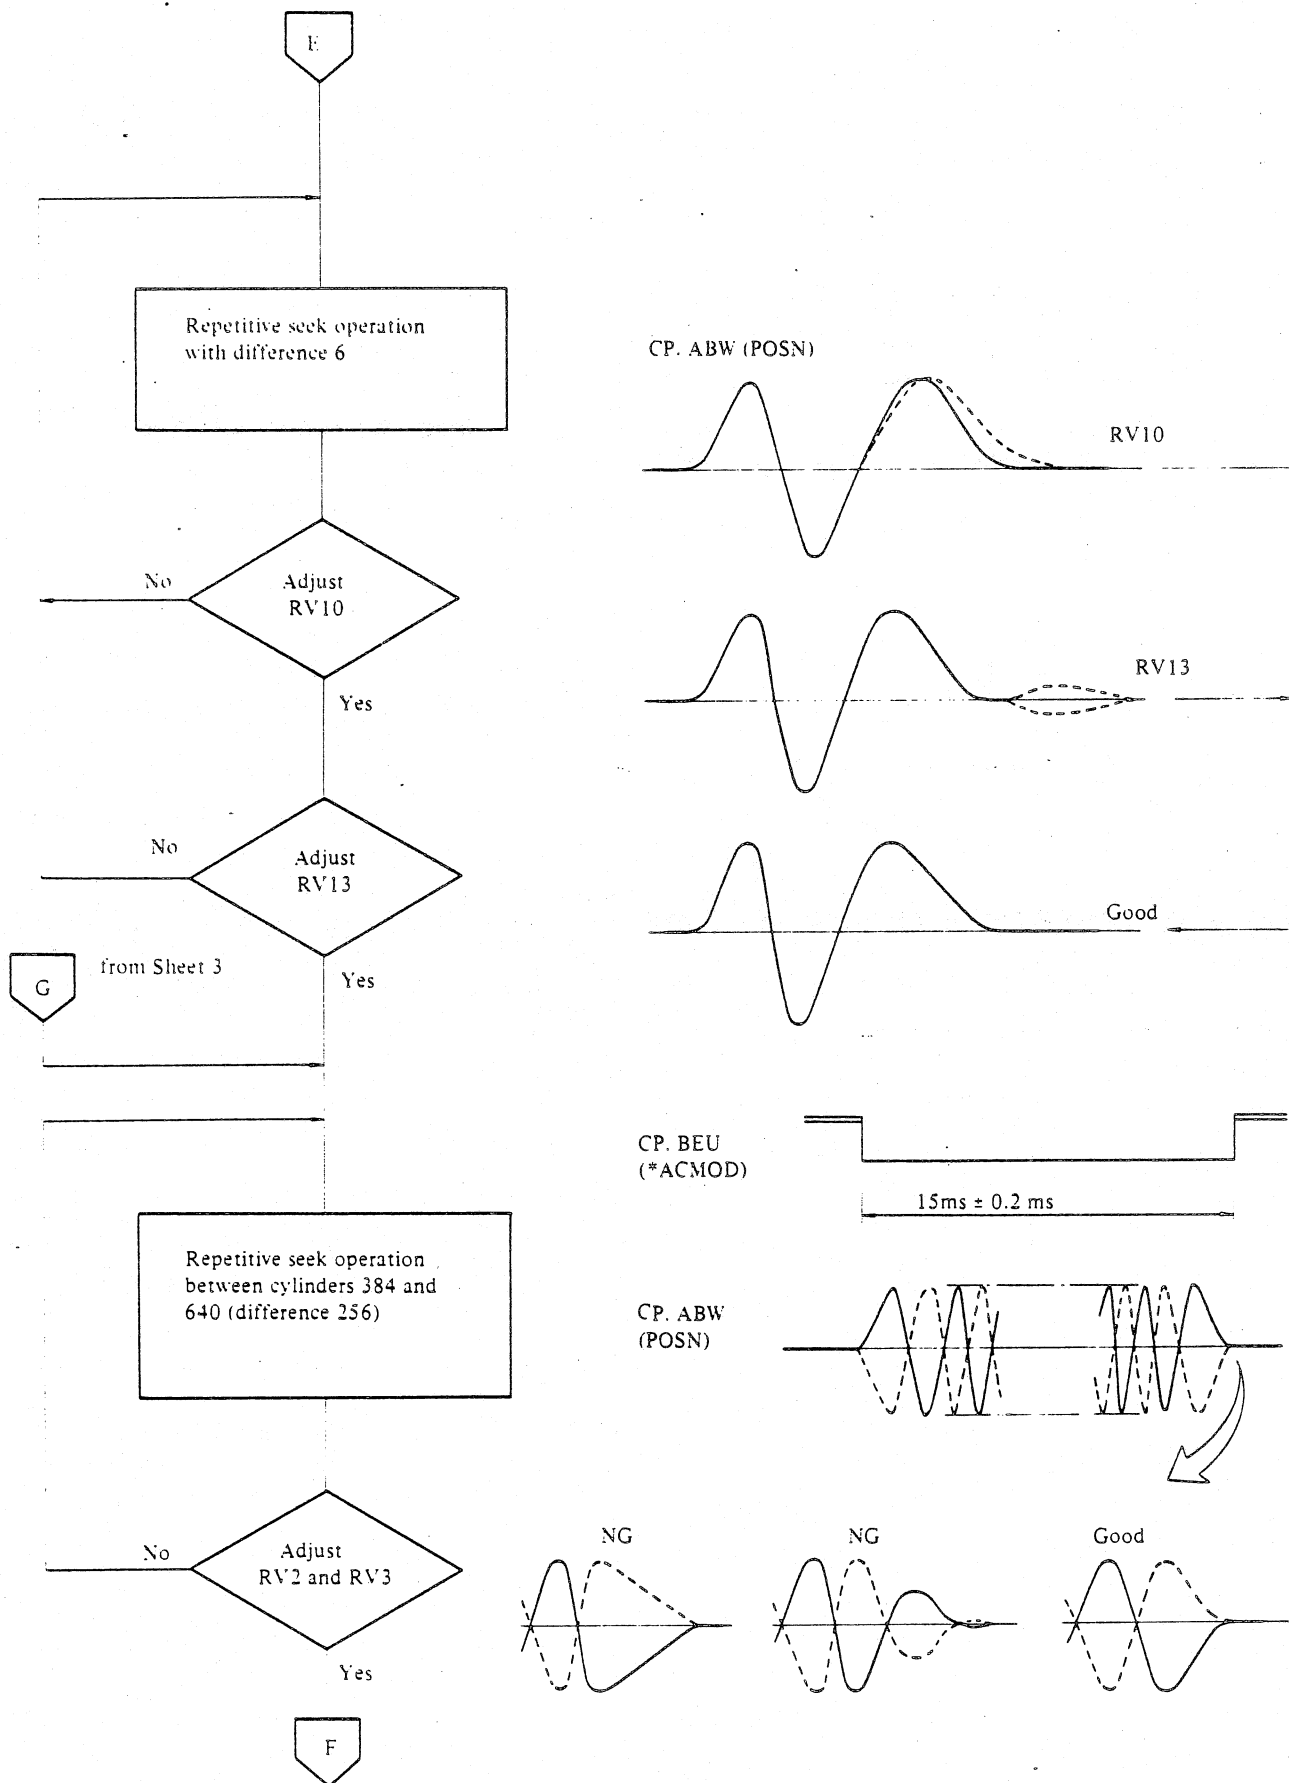 E
Repetitive seek operation
with difference 6
CP. ABW (POSN)
RV10
No
Adjust
RV10
Yes
RV13
No
Adjust
RV13
Good
from Sheet 3
G
Yes
CP. BEU
(*ACMOD)
15ms ± 0.2 ms
Repetitive seek operation
between cylinders 384 and
640 (difference 256)
CP. ABW
(POSN)
No
Adjust
RV2 and RV3
NG
NG
Good
Yes
F